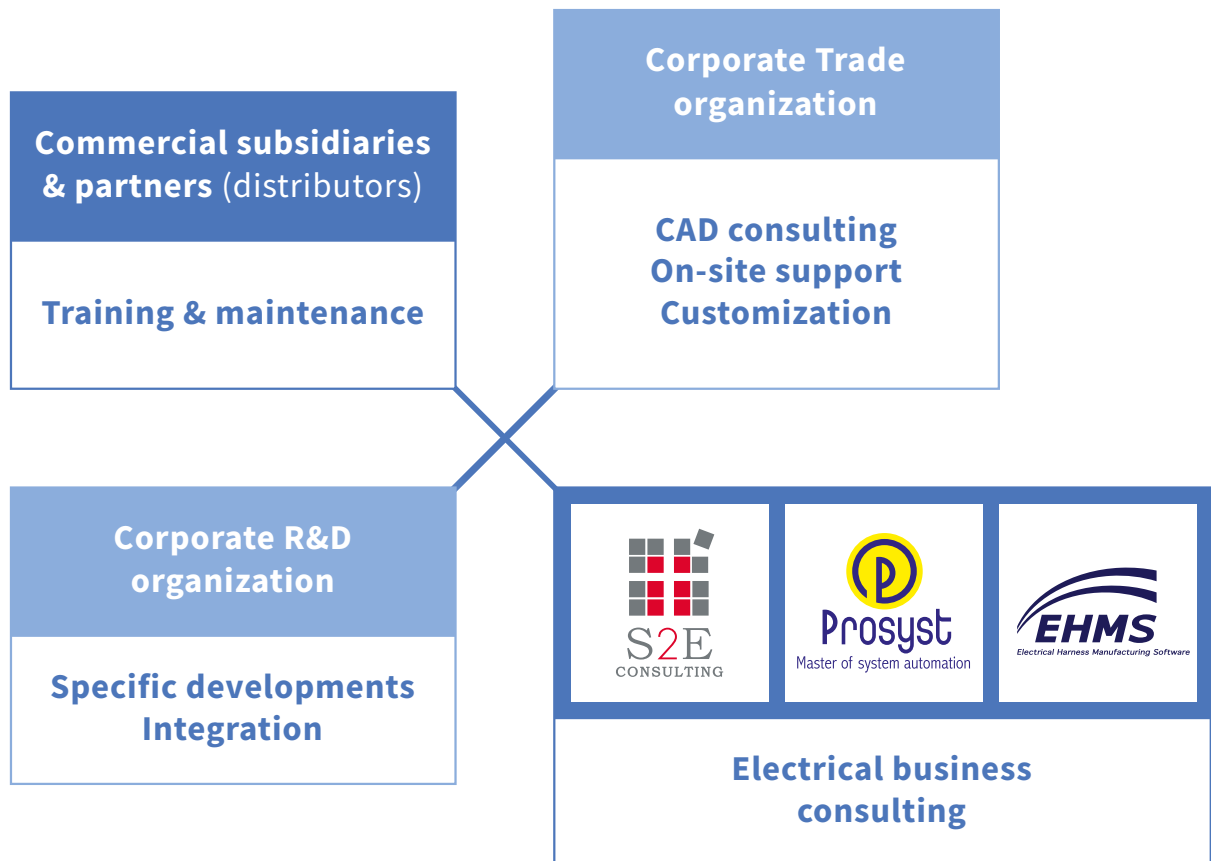 Commercial subsidiaries
& partners (distributors)
Training & maintenance
Corporate Trade
organization
CAD consulting
On-site support
Customization
Corporate R&D
organization
Specific developments
Integration
S2E
CONSULTING
Prosyst
Master of system automation
EHMS
Electrical Harness Manufacturing Software
Electrical business
consulting